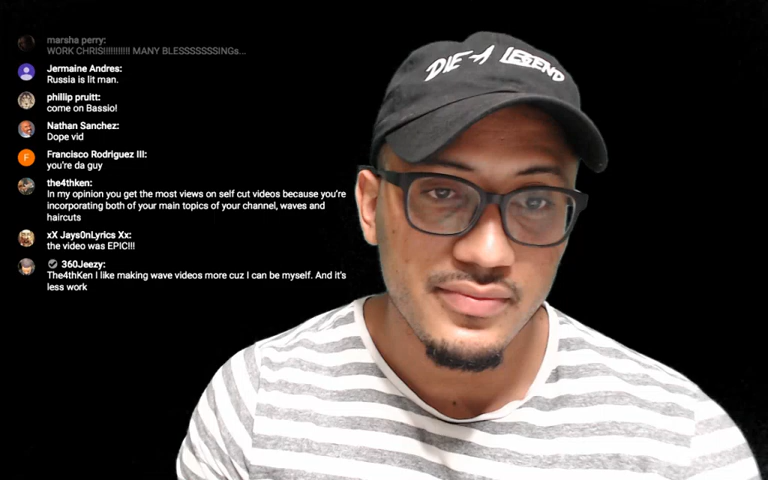 marsha perry:
WORK CHRIS!!!!!!!!!! MANY BLESSSSSSINGs...
Jermaine Andres:
Russia is lit man.
phillip pruitt:
come on Bassio!
Nathan Sanchez:
Dope vid
F
Francisco Rodriguez III:
you're da guy
the4thken:
In my opinion you get the most views on self cut videos because you're
incorporating both of your main topics of your channel, waves and
haircuts
xX Jays0nLyrics Xx:
the video was EPIC!!!
360Jeezy:
The4thKen I like making wave videos more cuz I can be myself. And it's
less work
DIE A LEGEND